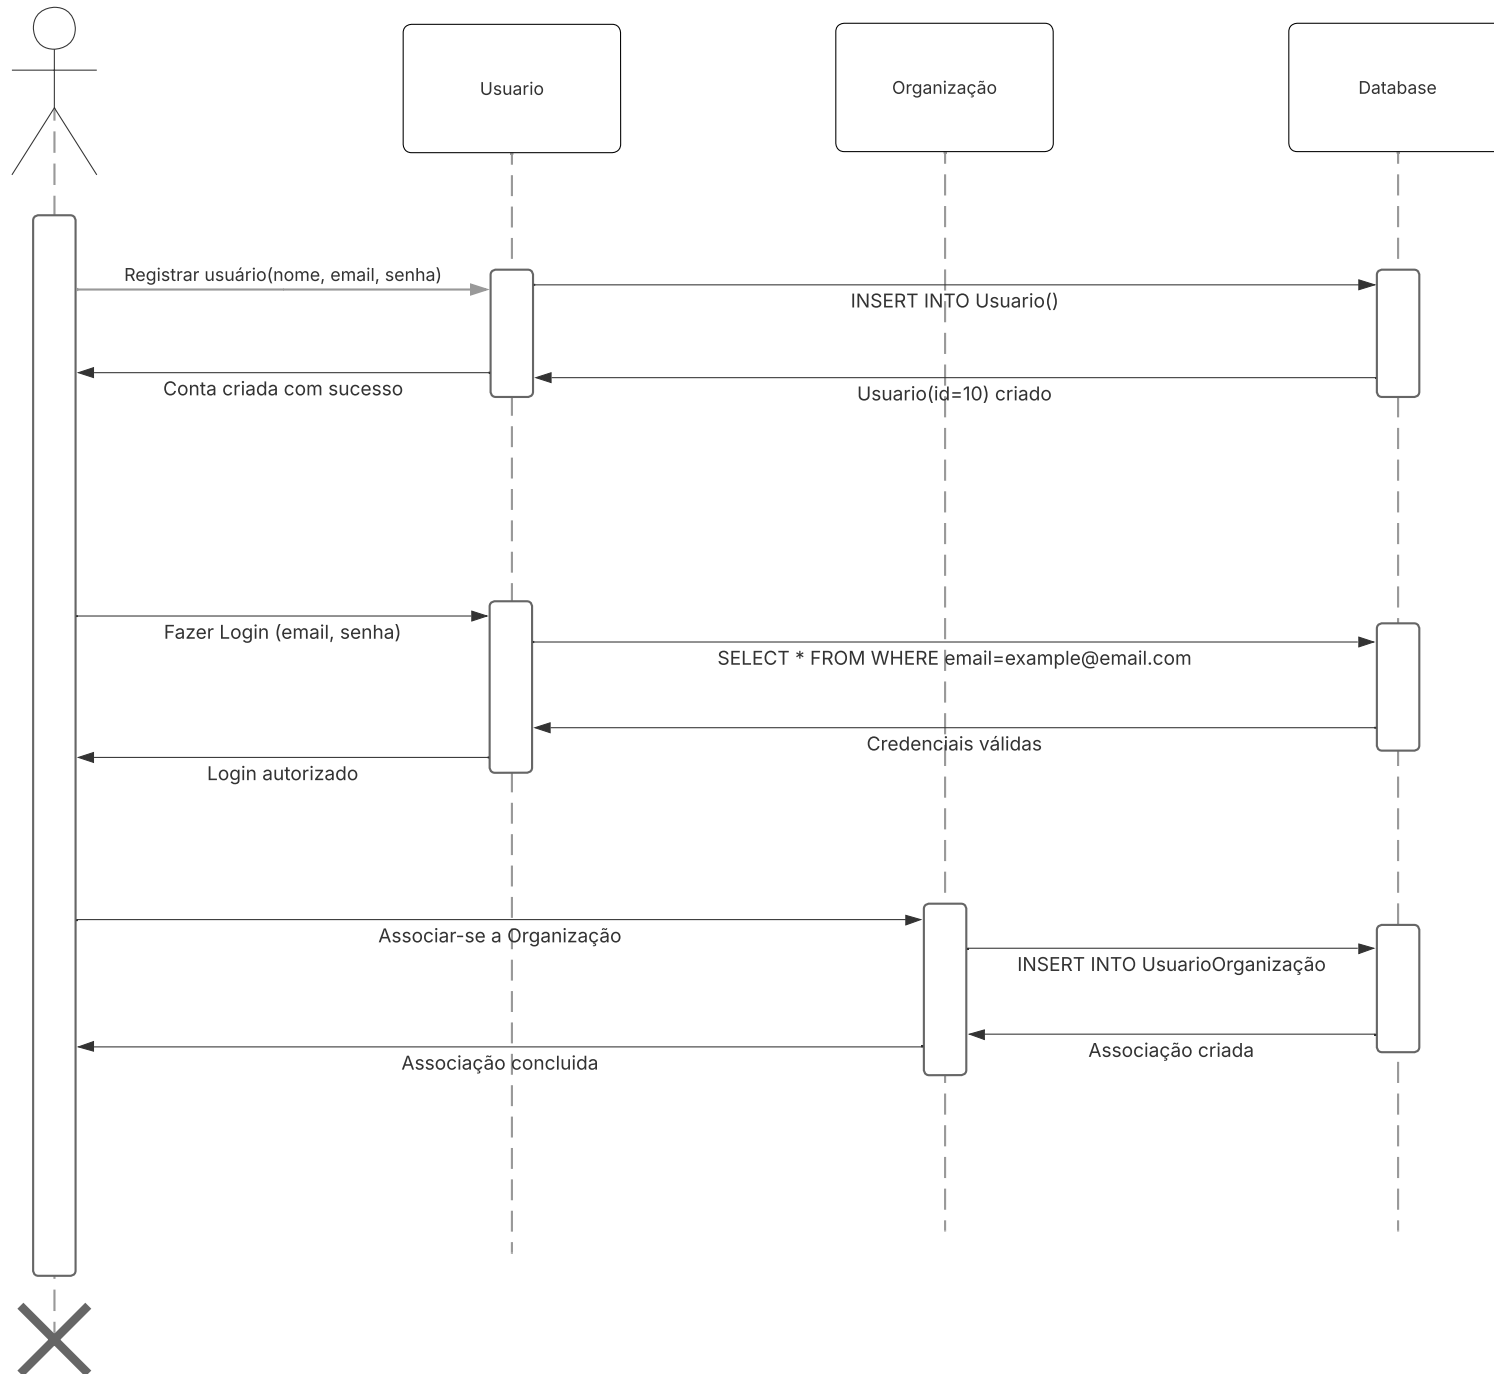 Usuario
Organização
Database
Registrar usuário(nome, email, senha)
INSERT INTO Usuario()
Conta criada com sucesso
Usuario(id=10) criado
Fazer Login (email, senha)
SELECT * FROM WHERE email=example@email.com
Credenciais válidas
Login autorizado
Associar-se a Organização
INSERT INTO UsuarioOrganização
Associação criada
Associação concluida